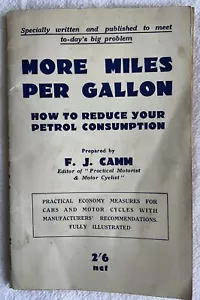 Specially written and published to meet
to-day's big problem
MORE MILES
PER GALLON
HOW TO REDUCE YOUR
PETROL CONSUMPTION
Prepared by
F. J. CAMM
Editor of "Practical Motorist
& Motor Cyclist"
PRACTICAL ECONOMY MEASURES FOR
CARS AND MOTOR CYCLES WITH
MANUFACTURERS' RECOMMENDATIONS.
FULLY ILLUSTRATED
2'6
net